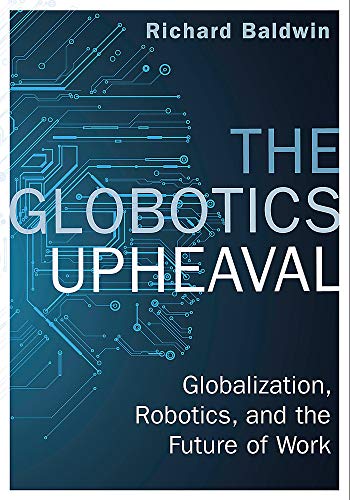 Richard Baldwin
THE
GLOBOTICS
UPHEAVAL
Globalization,
Robotics, and the
Future of Work